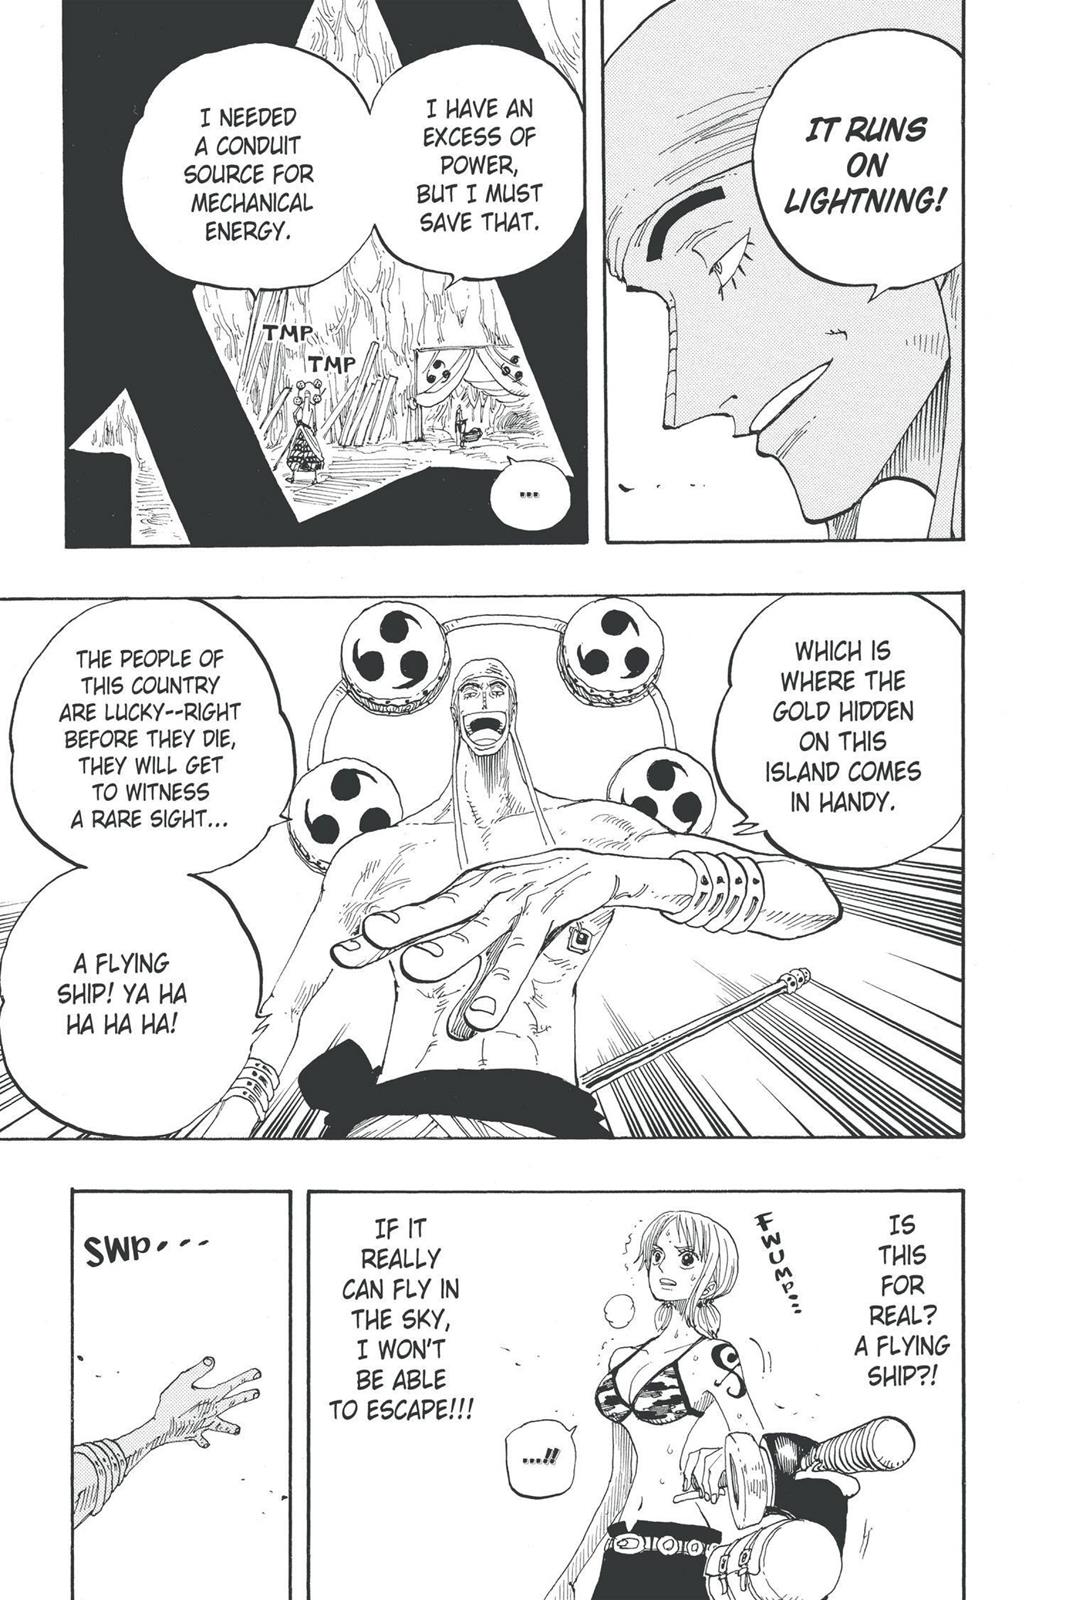 IT RUNS
ON
LIGHTNING!
I HAVE AN
EXCESS OF
POWER,
BUT I MUST
SAVE THAT.
I NEEDED
A CONDUIT
SOURCE FOR
MECHANICAL
ENERGY.
TMP
TMP
...
WHICH IS
WHERE THE
GOLD HIDDEN
ON THIS
ISLAND COMES
IN HANDY.
THE PEOPLE OF
THIS COUNTRY
ARE LUCKY--RIGHT
BEFORE THEY DIE,
THEY WILL GET
TO WITNESS
A RARE SIGHT...
A FLYING
SHIP! YA HA
HA HA HA!
IS
THIS
FOR
REAL?
A FLYING
SHIP?!
FWUMP...
IF IT
REALLY
CAN FLY IN
THE SKY,
I WON'T
BE ABLE
TO ESCAPE!!!
....!!
SWP...